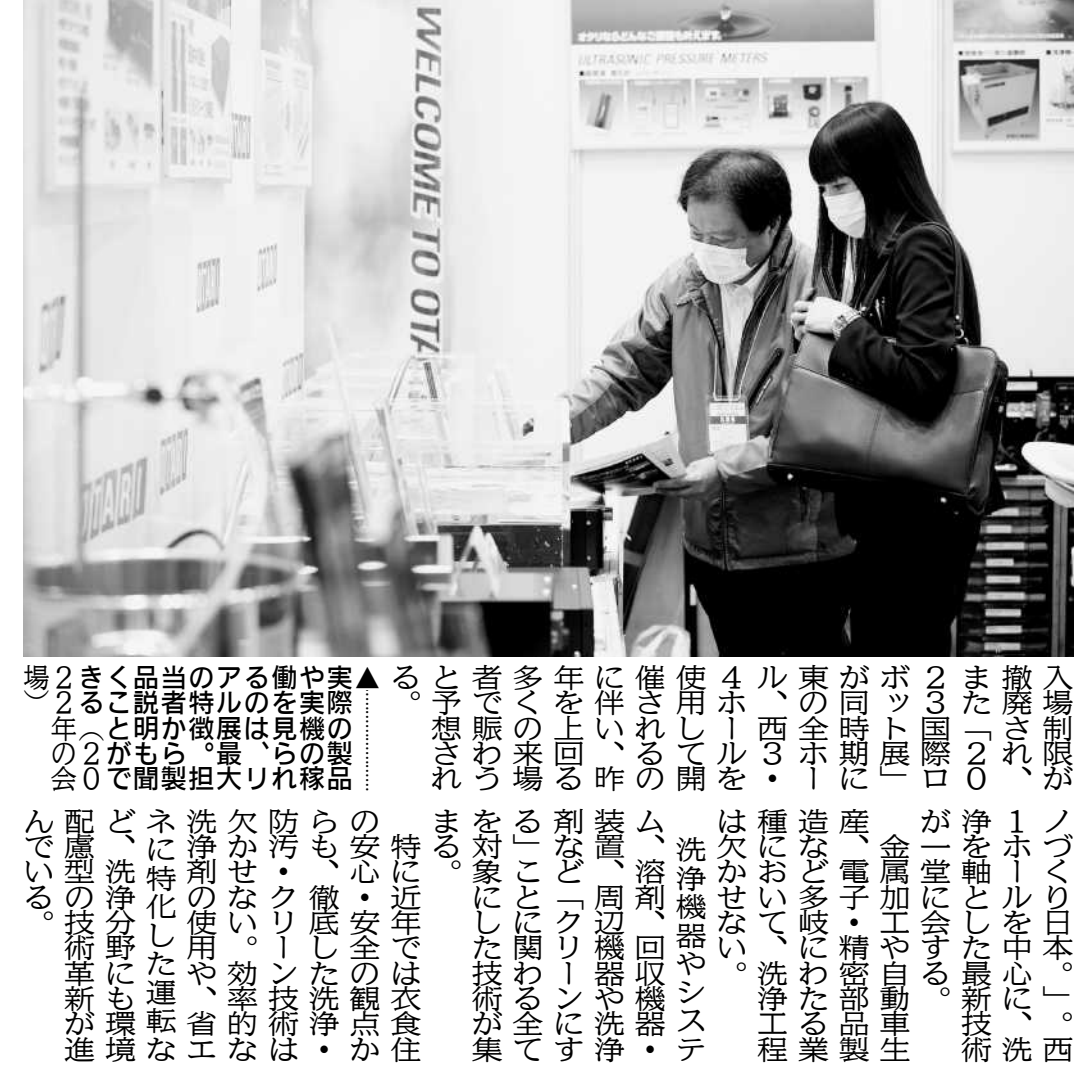 オタリならどんなご要望も叶えます。
ULTRASONIC PRESSURE METERS
WELCOME TO OTA
OTARI
入場制限が
撤廃され、
また「２０
２３国際ロ
ボット展」
が同時期に
東の全ホー
ル、西３・
４ホールを
使用して開
催されるの
に伴い、昨
年を上回る
多くの来場
者で賑わう
と予想され
る。
▲…………
実際の製品
や実機の稼
働を見られ
るのは、リ
アル展最大
の特徴。担
当者から製
品説明も聞
くことがで
きる（２０
２２年の会
場）
ノづくり日本。」。西
１ホールを中心に、洗
浄を軸とした最新技術
が一堂に会する。
　金属加工や自動車生
産、電子・精密部品製
造など多岐にわたる業
種において、洗浄工程
は欠かせない。
　洗浄機器やシステ
ム、溶剤、回収機器・
装置、周辺機器や洗浄
剤など「クリーンにす
る」ことに関わる全て
を対象にした技術が集
まる。
　特に近年では衣食住
の安心・安全の観点か
らも、徹底した洗浄・
防汚・クリーン技術は
欠かせない。効率的な
洗浄剤の使用や、省エ
ネに特化した運転な
ど、洗浄分野にも環境
配慮型の技術革新が進
んでいる。